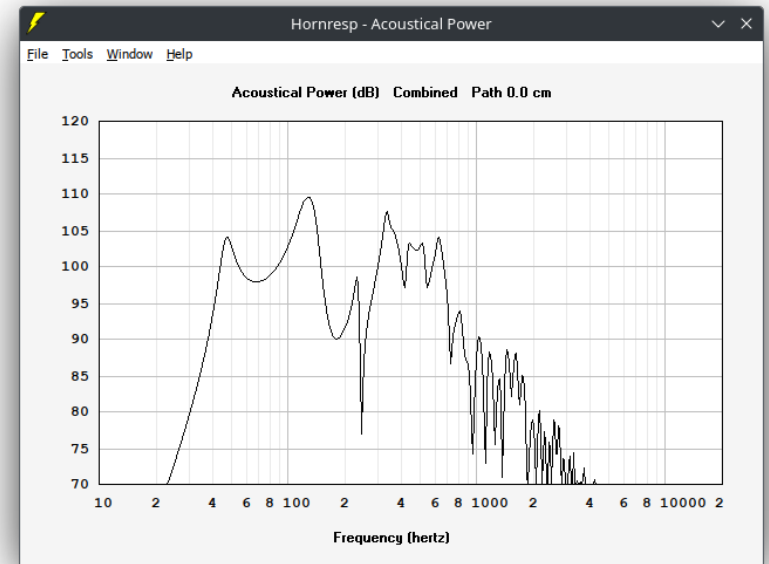 Hornresp - Acoustical Power
File Tools Window Help
Acoustical Power (dB) Combined Path 0.0 cm
120
115
110
105
100
95
90
85
80
75
70
10 2 4 6 8 100 2 4 6 8 1000 2 4 6 8 10000 2
Frequency (hertz)